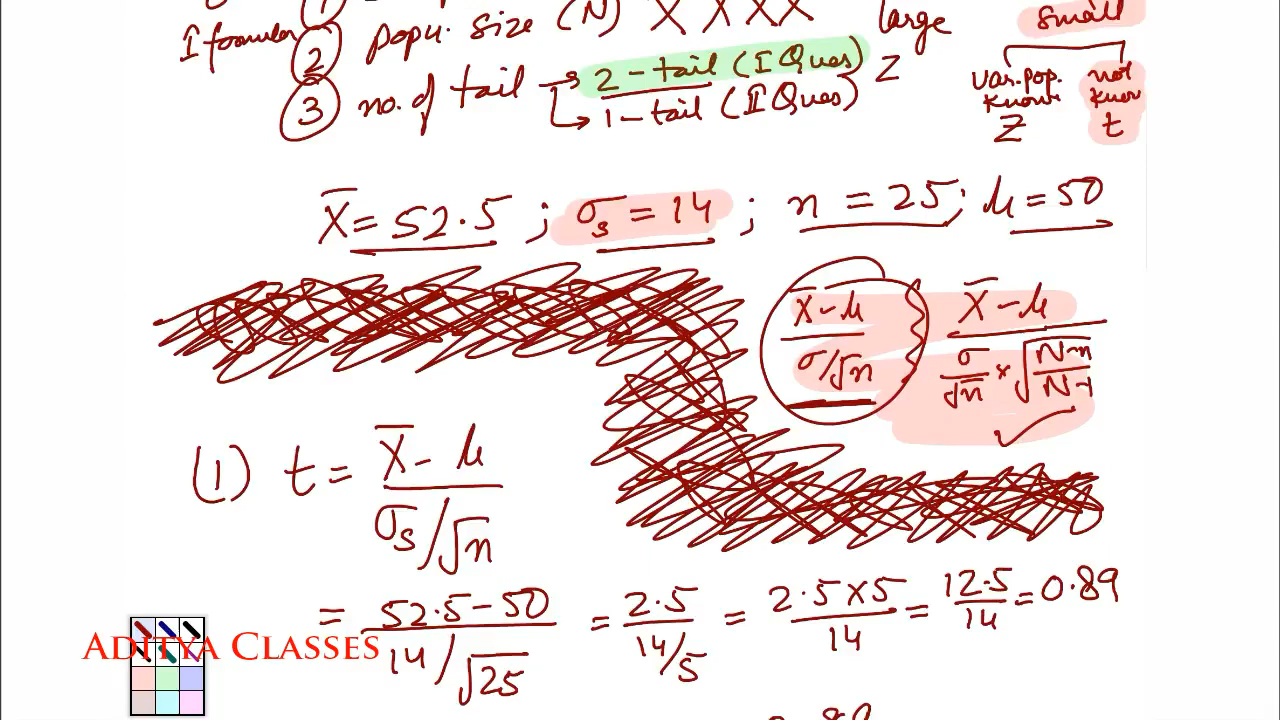 I formula ② popu. size (N) X X X X large small
③ no. of tail → 2-tail (I Ques) Z var. pop. known Z not know t
↳ 1-tail (II Ques)
X̄ = 52.5 ; σₛ = 14 ; n = 25 ; μ = 50
(X̄ - μ)/(σ/√n) (X̄ - μ)/(σ/√n × √((N-n)/(N-1))) ✓
(1) t = (X̄ - μ)/(σₛ/√n)
= (52.5 - 50)/(14/√25) = 2.5/(14/5) = (2.5 × 5)/14 = 12.5/14 = 0.89
ADITYA CLASSES